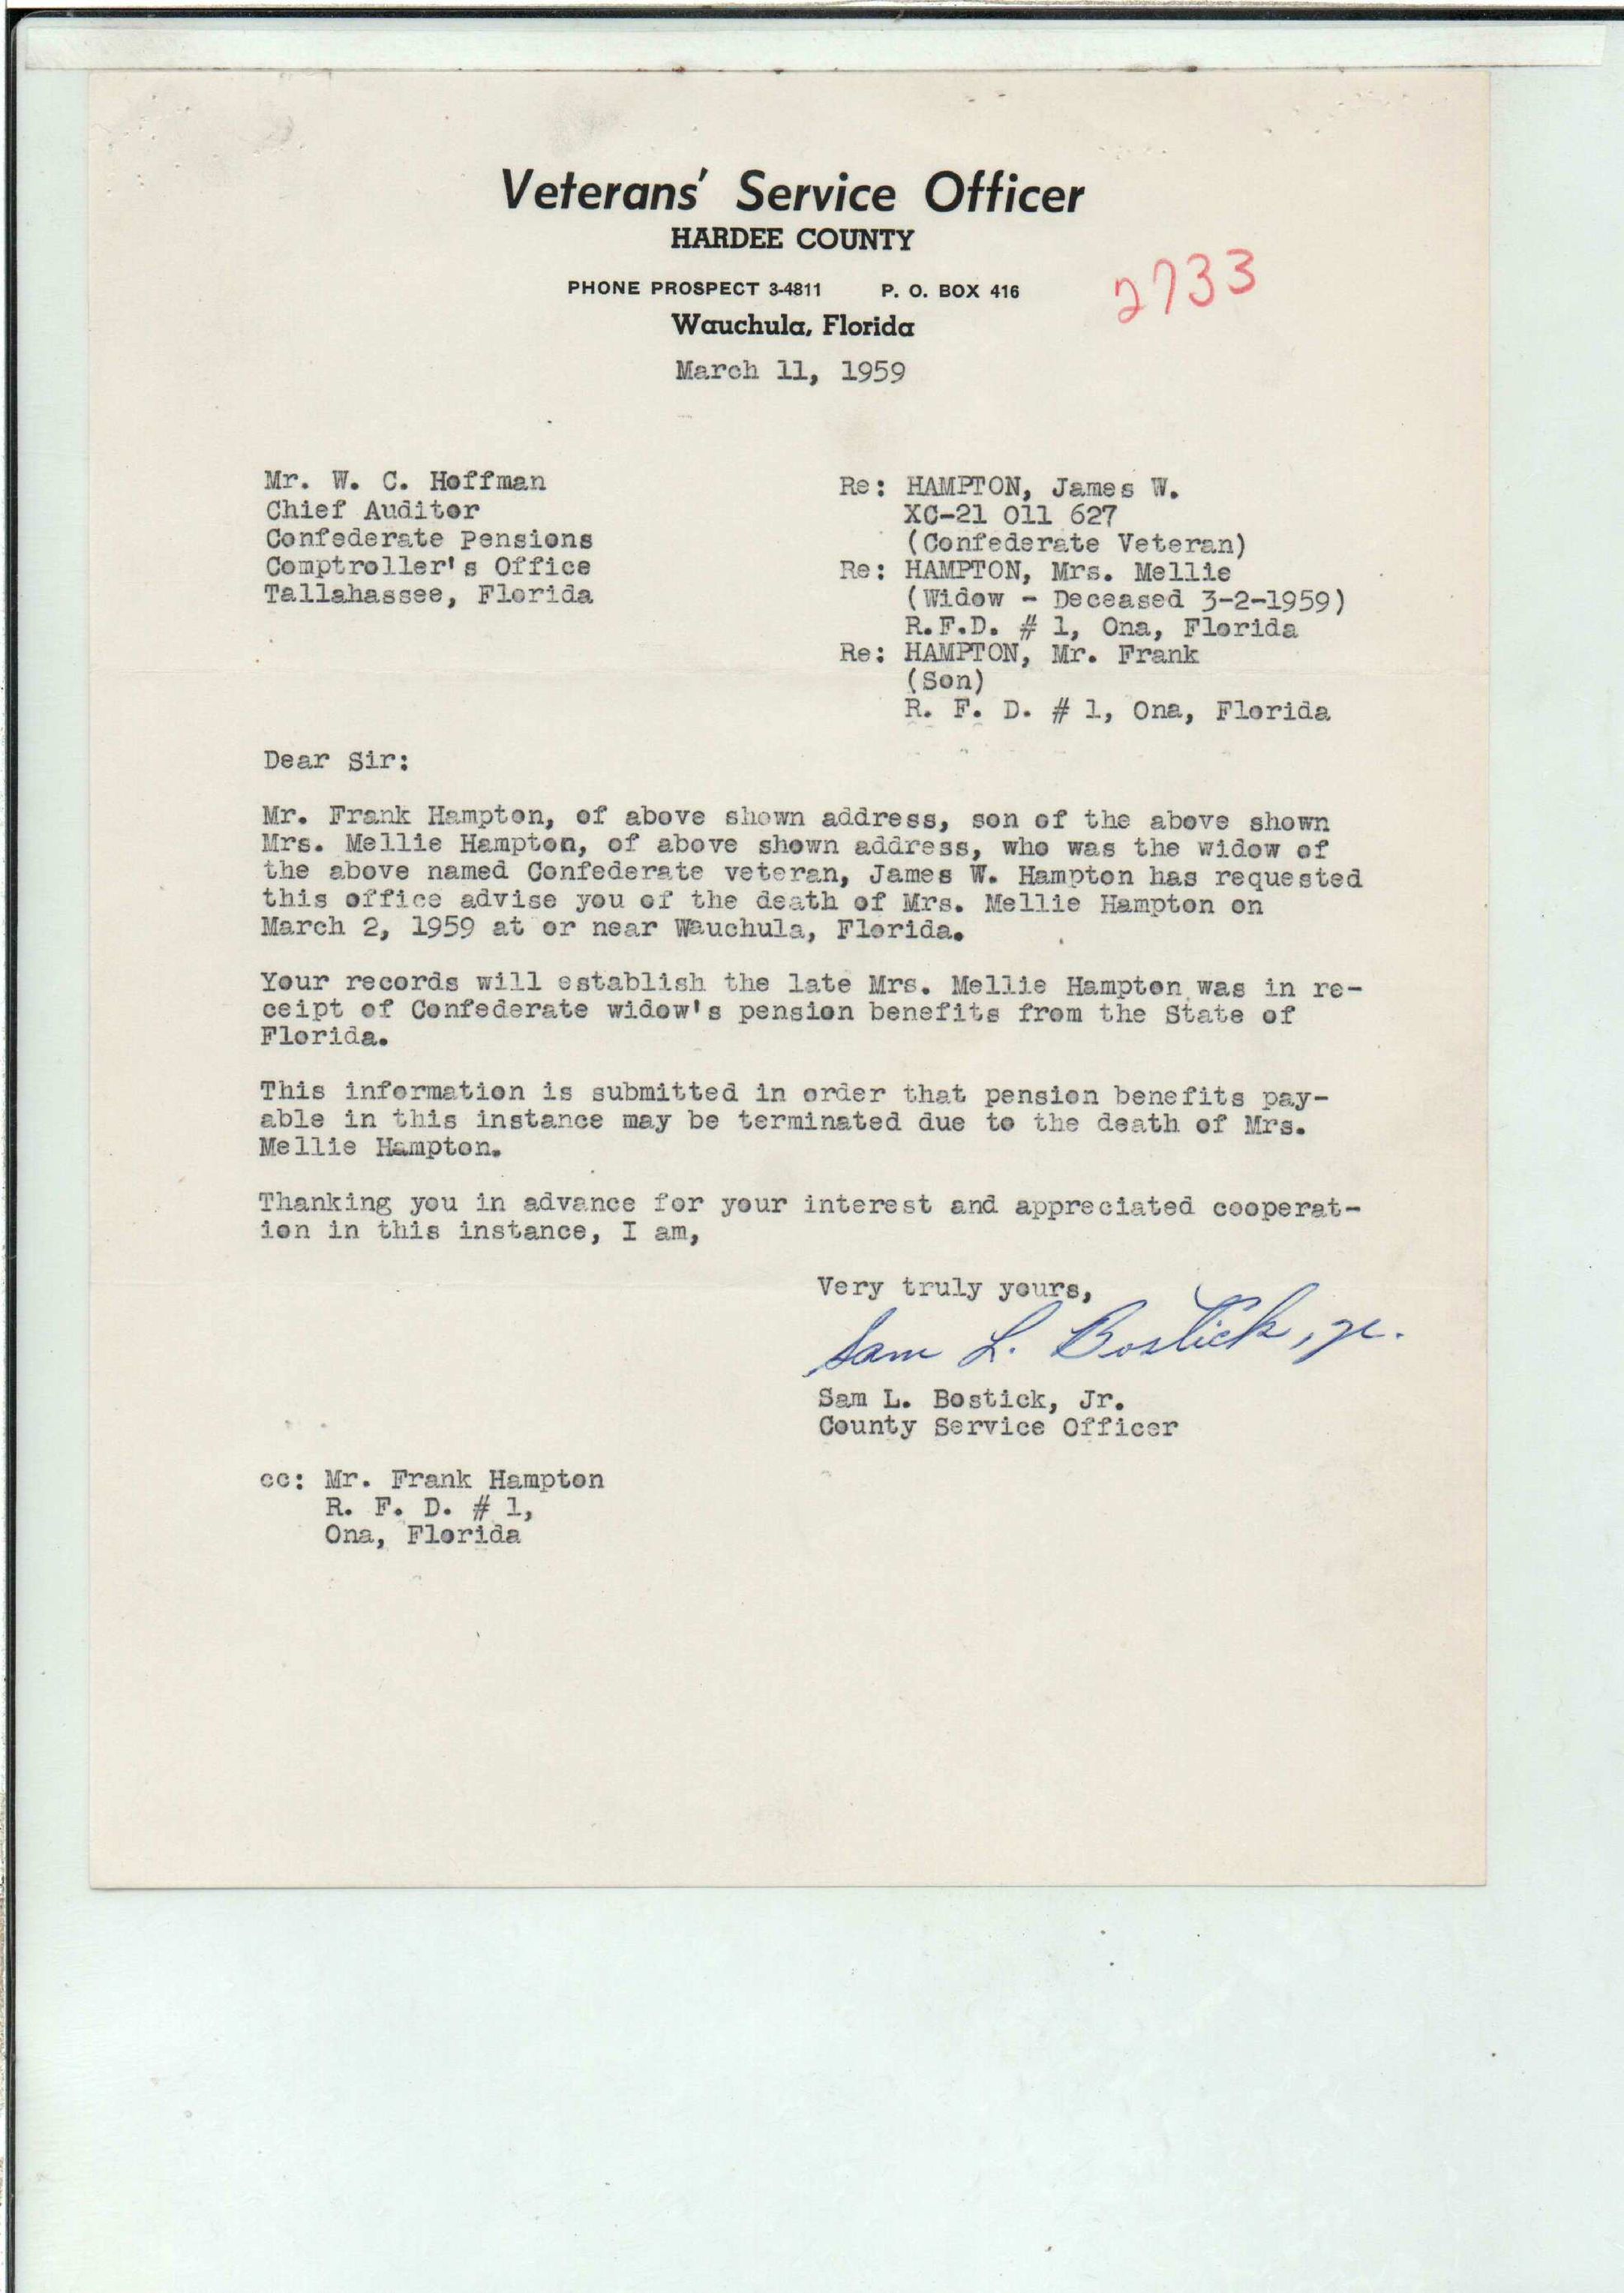 Veterans' Service Officer
HARDEE COUNTY
PHONE PROSPECT 3-4811 P. O. BOX 416
2733
Wauchula, Florida
March 11, 1959
Mr. W. C. Hoffman
Chief Auditor
Confederate Pensions
Comptroller's Office
Tallahassee, Florida
Re: HAMPTON, James W.
XC-21 011 627
(Confederate Veteran)
Re: HAMPTON, Mrs. Mellie
(Widow - Deceased 3-2-1959)
R.F.D. # 1, Ona, Florida
Re: HAMPTON, Mr. Frank
(Son)
R. F. D. # 1, Ona, Florida
Dear Sir:
Mr. Frank Hampton, of above shown address, son of the above shown
Mrs. Mellie Hampton, of above shown address, who was the widow of
the above named Confederate veteran, James W. Hampton has requested
this office advise you of the death of Mrs. Mellie Hampton on
March 2, 1959 at or near Wauchula, Florida.
Your records will establish the late Mrs. Mellie Hampton was in re-
ceipt of Confederate widow's pension benefits from the State of
Florida.
This information is submitted in order that pension benefits pay-
able in this instance may be terminated due to the death of Mrs.
Mellie Hampton.
Thanking you in advance for your interest and appreciated cooperat-
ion in this instance, I am,
Very truly yours,
Sam L. Bostick, Jr.
Sam L. Bostick, Jr.
County Service Officer
cc: Mr. Frank Hampton
R. F. D. # 1,
Ona, Florida